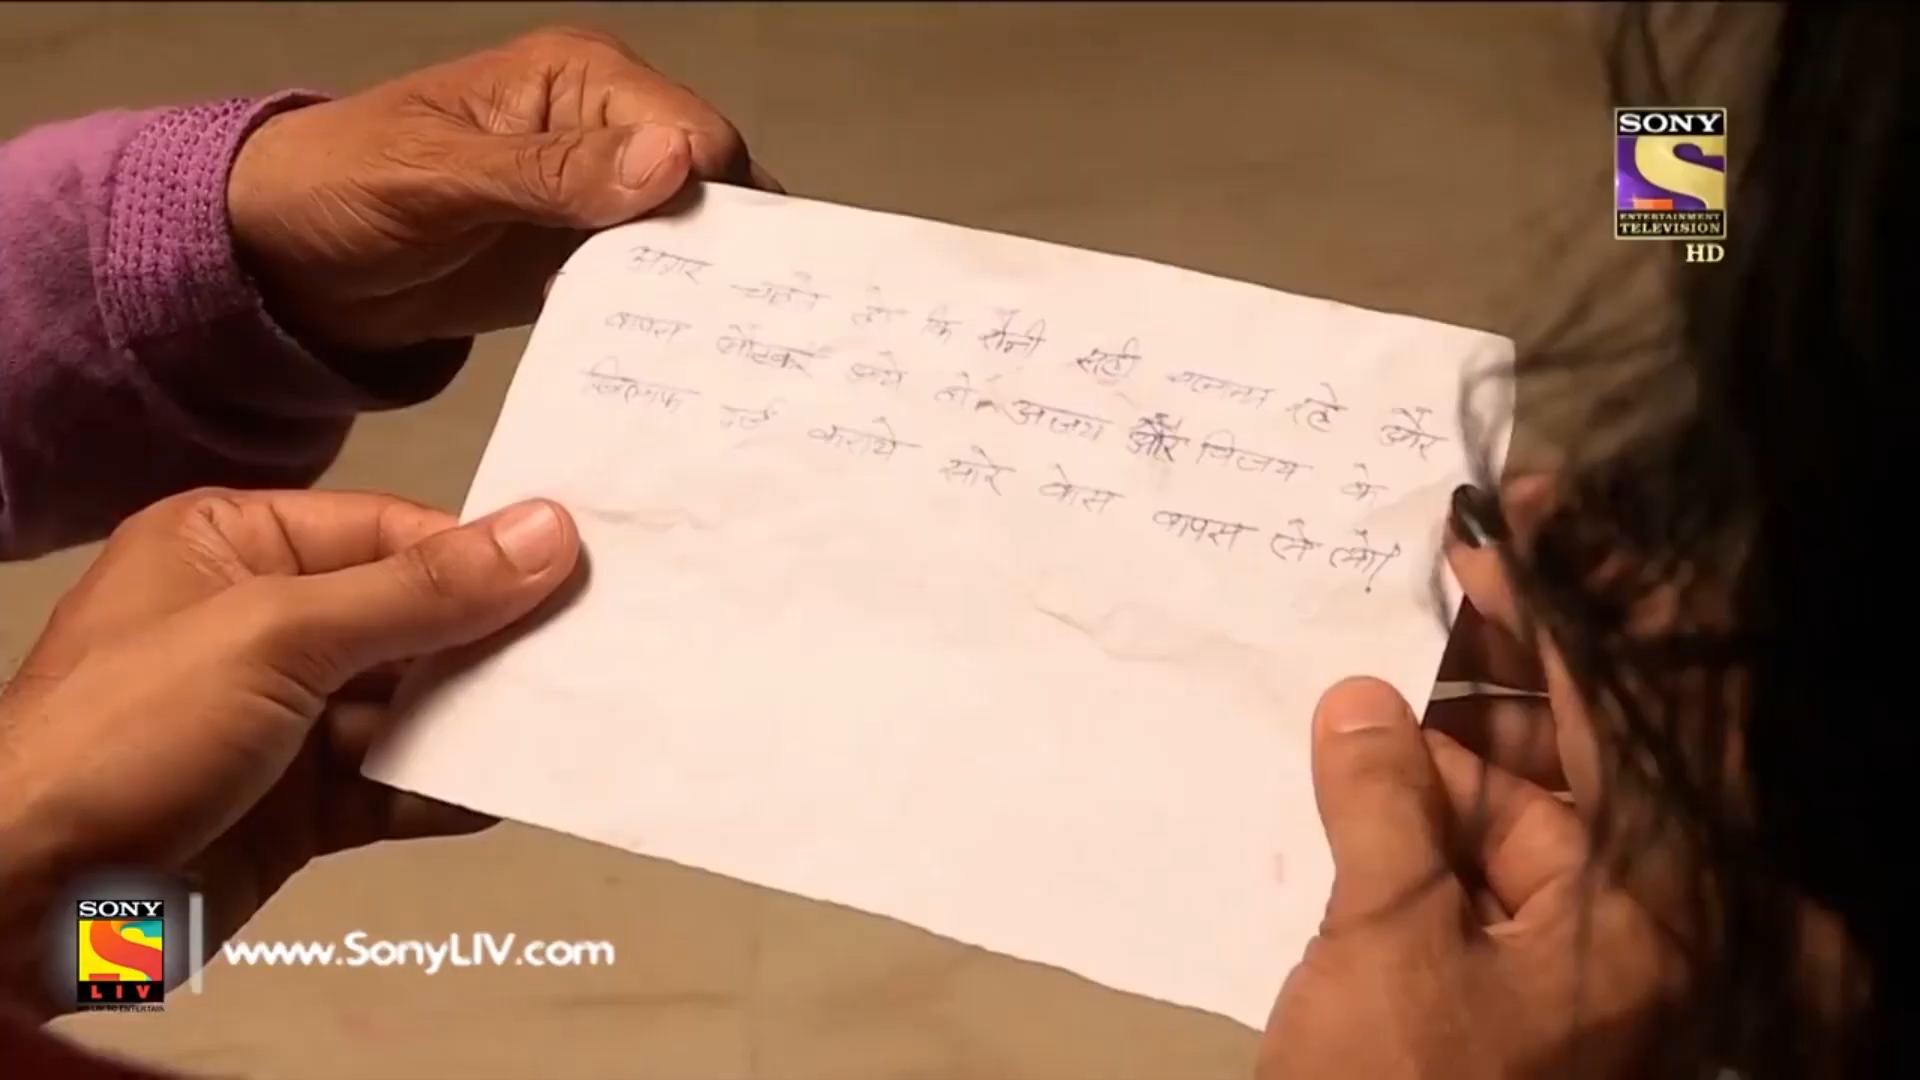 SONY
ENTERTAINMENT
TELEVISION
HD
अगर चाहते हो कि रौनी सही सलामत रहे और
वापस लौटकर आये तो अजय और विजय के
खिलाफ दर्ज कराये सारे केस वापस ले लो!
SONY
LIV
www.SonyLIV.com